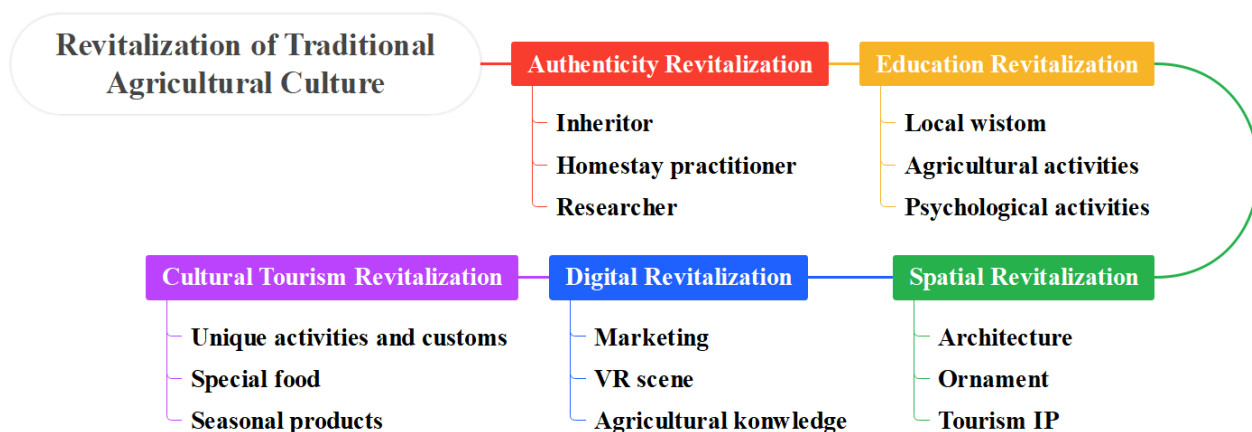 Revitalization of Traditional
Agricultural Culture
Authenticity Revitalization
Inheritor
Homestay practitioner
Researcher
Education Revitalization
Local wistom
Agricultural activities
Psychological activities
Spatial Revitalization
Architecture
Ornament
Tourism IP
Digital Revitalization
Marketing
VR scene
Agricultural konwledge
Cultural Tourism Revitalization
Unique activities and customs
Special food
Seasonal products